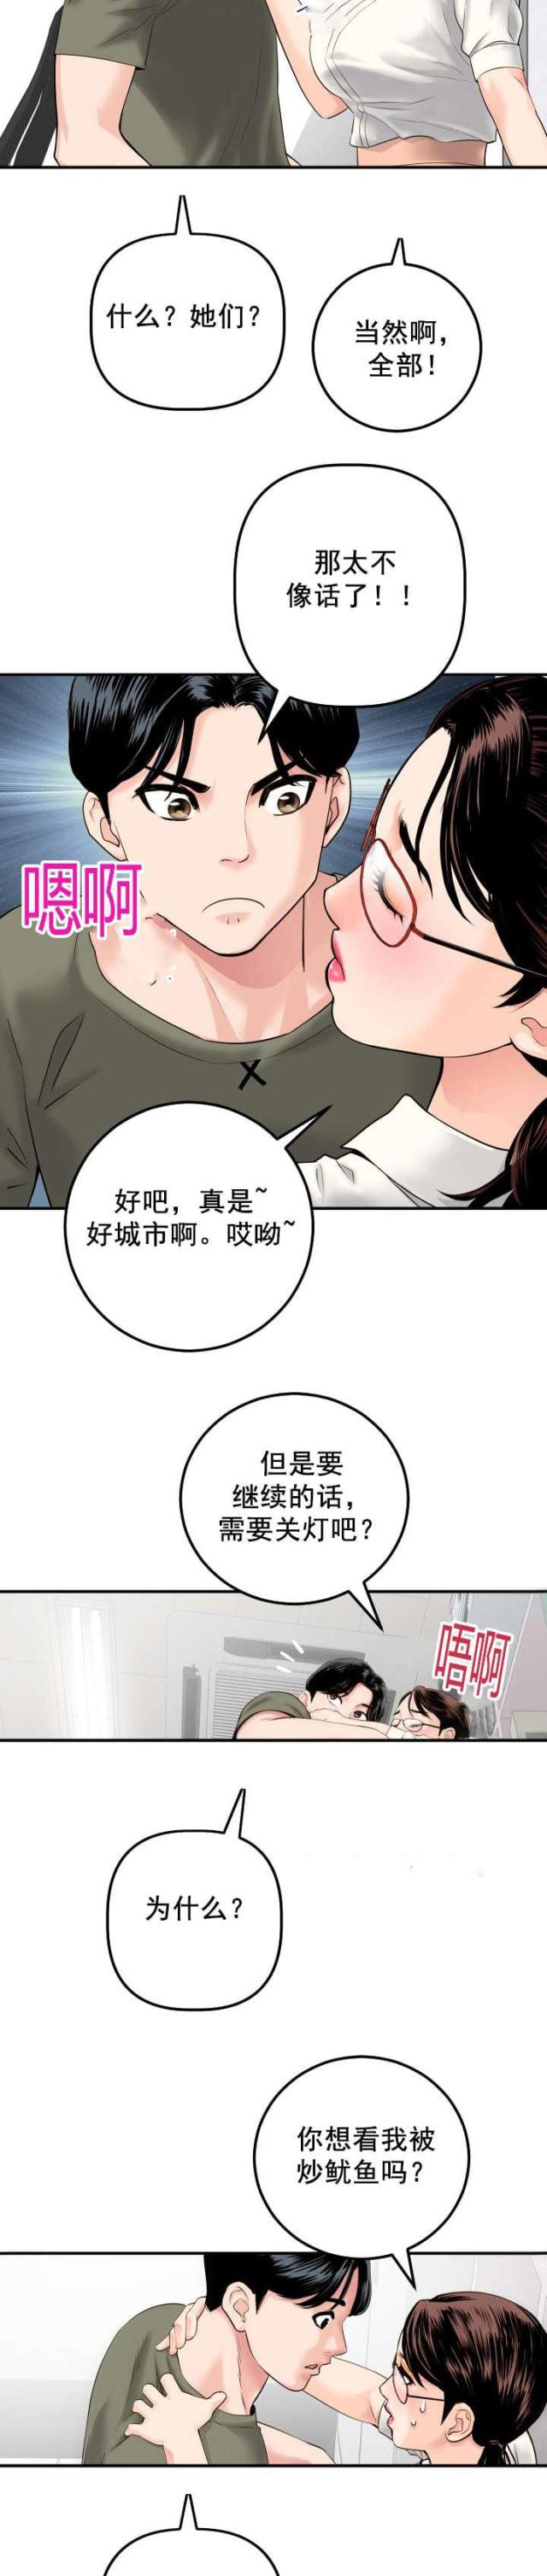 什么？她们？
当然啊，
全部！
那太不
像话了！！
嗯啊
好吧，真是~
好城市啊。哎呦~
但是要
继续的话，
需要关灯吧？
唔啊
为什么？
你想看我被
炒鱿鱼吗？